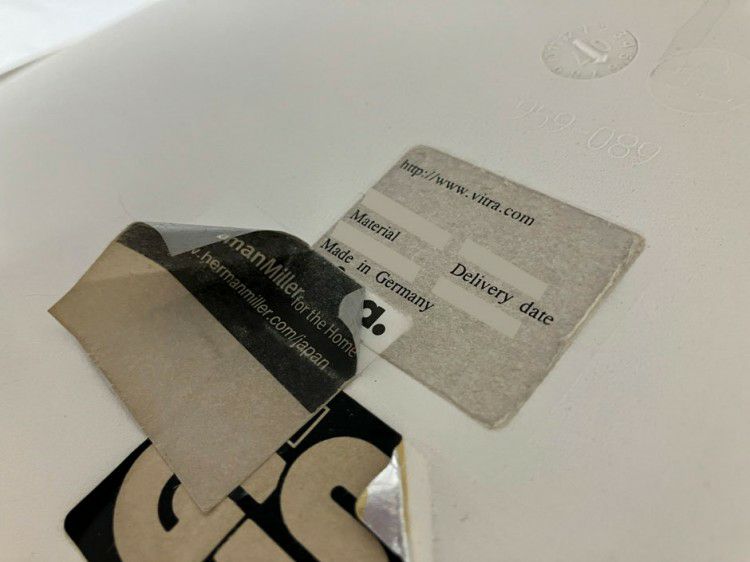 959-089
http://www.vitra.com
Material
Made in Germany
Delivery date
a.
manMiller for the Home
.hermanmiller.com/japan